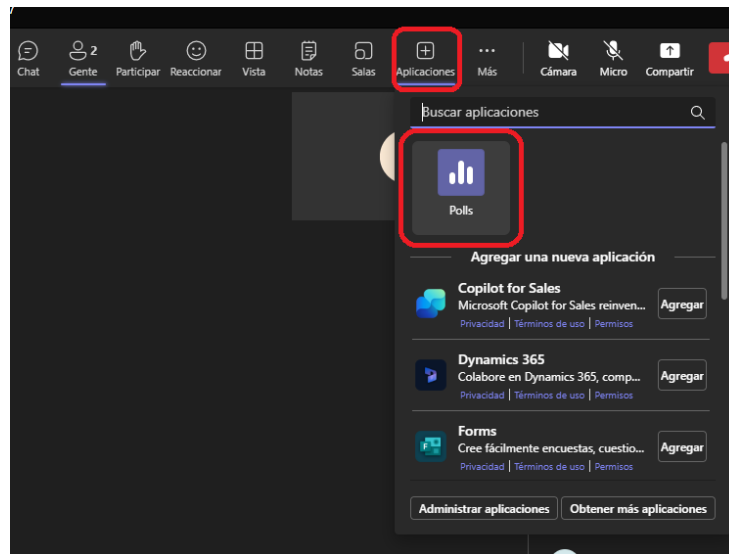 2
Chat Gente Participar Reaccionar Vista Notas Salas Aplicaciones Más Cámara Micro Compartir
Buscar aplicaciones
Polls
Agregar una nueva aplicación
Copilot for Sales
Microsoft Copilot for Sales reinven... Agregar
Privacidad | Términos de uso | Permisos
Dynamics 365
Colabore en Dynamics 365, comp... Agregar
Privacidad | Términos de uso | Permisos
Forms
Cree fácilmente encuestas, cuestio... Agregar
Privacidad | Términos de uso | Permisos
Administrar aplicaciones Obtener más aplicaciones